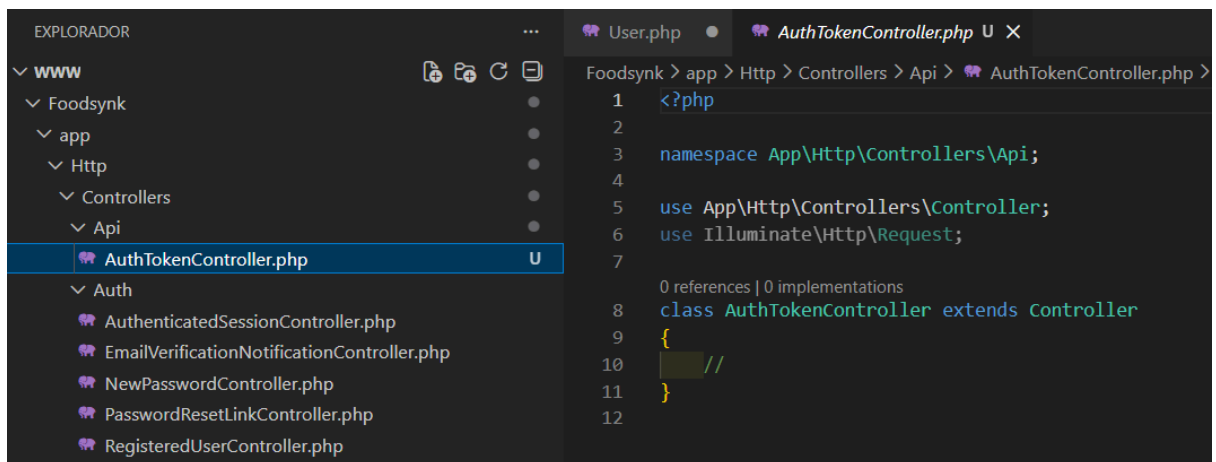 EXPLORADOR ...
WWW
Foodsynk
app
Http
Controllers
Api
AuthTokenController.php U
Auth
AuthenticatedSessionController.php
EmailVerificationNotificationController.php
NewPasswordController.php
PasswordResetLinkController.php
RegisteredUserController.php
User.php
AuthTokenController.php U
Foodsynk > app > Http > Controllers > Api > AuthTokenController.php >
1 <?php
2
3 namespace App\Http\Controllers\Api;
4
5 use App\Http\Controllers\Controller;
6 use Illuminate\Http\Request;
7
0 references | 0 implementations
8 class AuthTokenController extends Controller
9 {
10 //
11 }
12